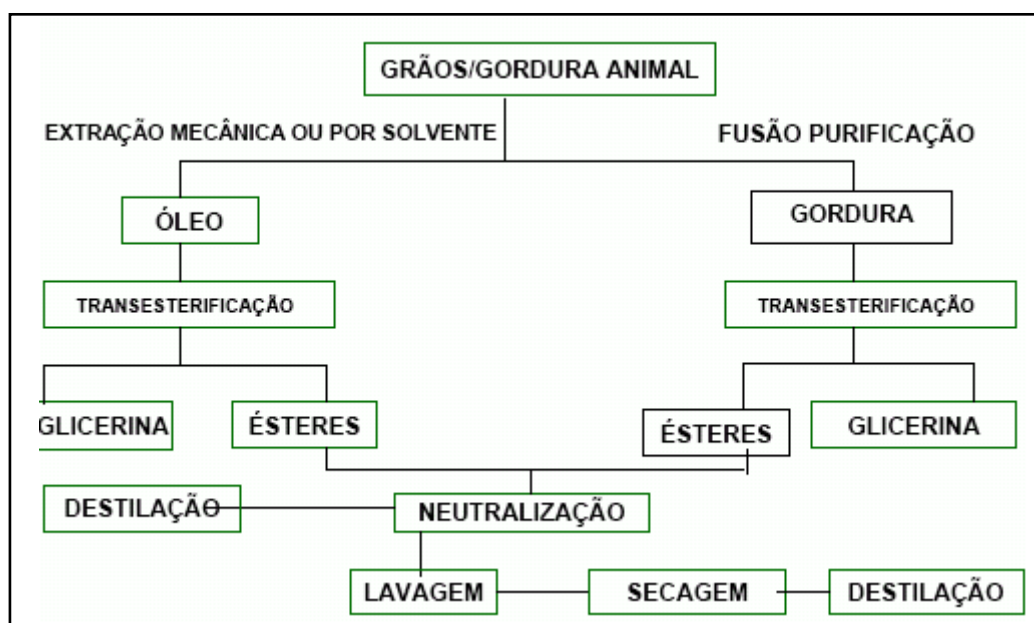 GRÃOS/GORDURA ANIMAL
EXTRAÇÃO MECÂNICA OU POR SOLVENTE
FUSÃO PURIFICAÇÃO
ÓLEO
GORDURA
TRANSESTERIFICAÇÃO
TRANSESTERIFICAÇÃO
GLICERINA
ÉSTERES
ÉSTERES
GLICERINA
DESTILAÇÃO
NEUTRALIZAÇÃO
LAVAGEM
SECAGEM
DESTILAÇÃO